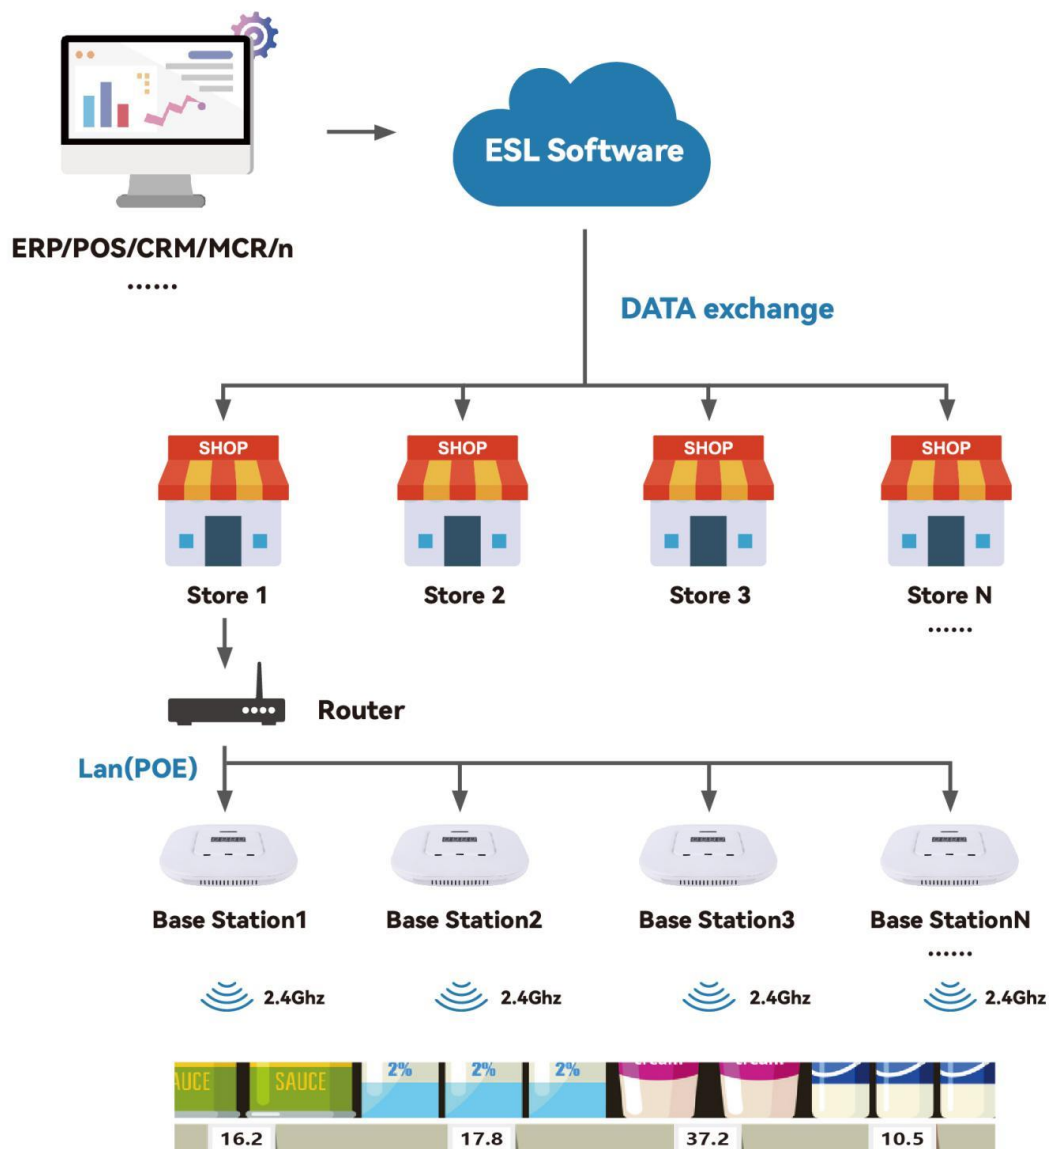 ESL Software
ERP/POS/CRM/MCR/n
......
DATA exchange
SHOP SHOP SHOP SHOP
Store 1 Store 2 Store 3 Store N
......
Router
Lan(POE)
Base Station1 Base Station2 Base Station3 Base StationN
......
2.4Ghz 2.4Ghz 2.4Ghz 2.4Ghz
SAUCE 2% 2% 2%
16.2 17.8 37.2 10.5